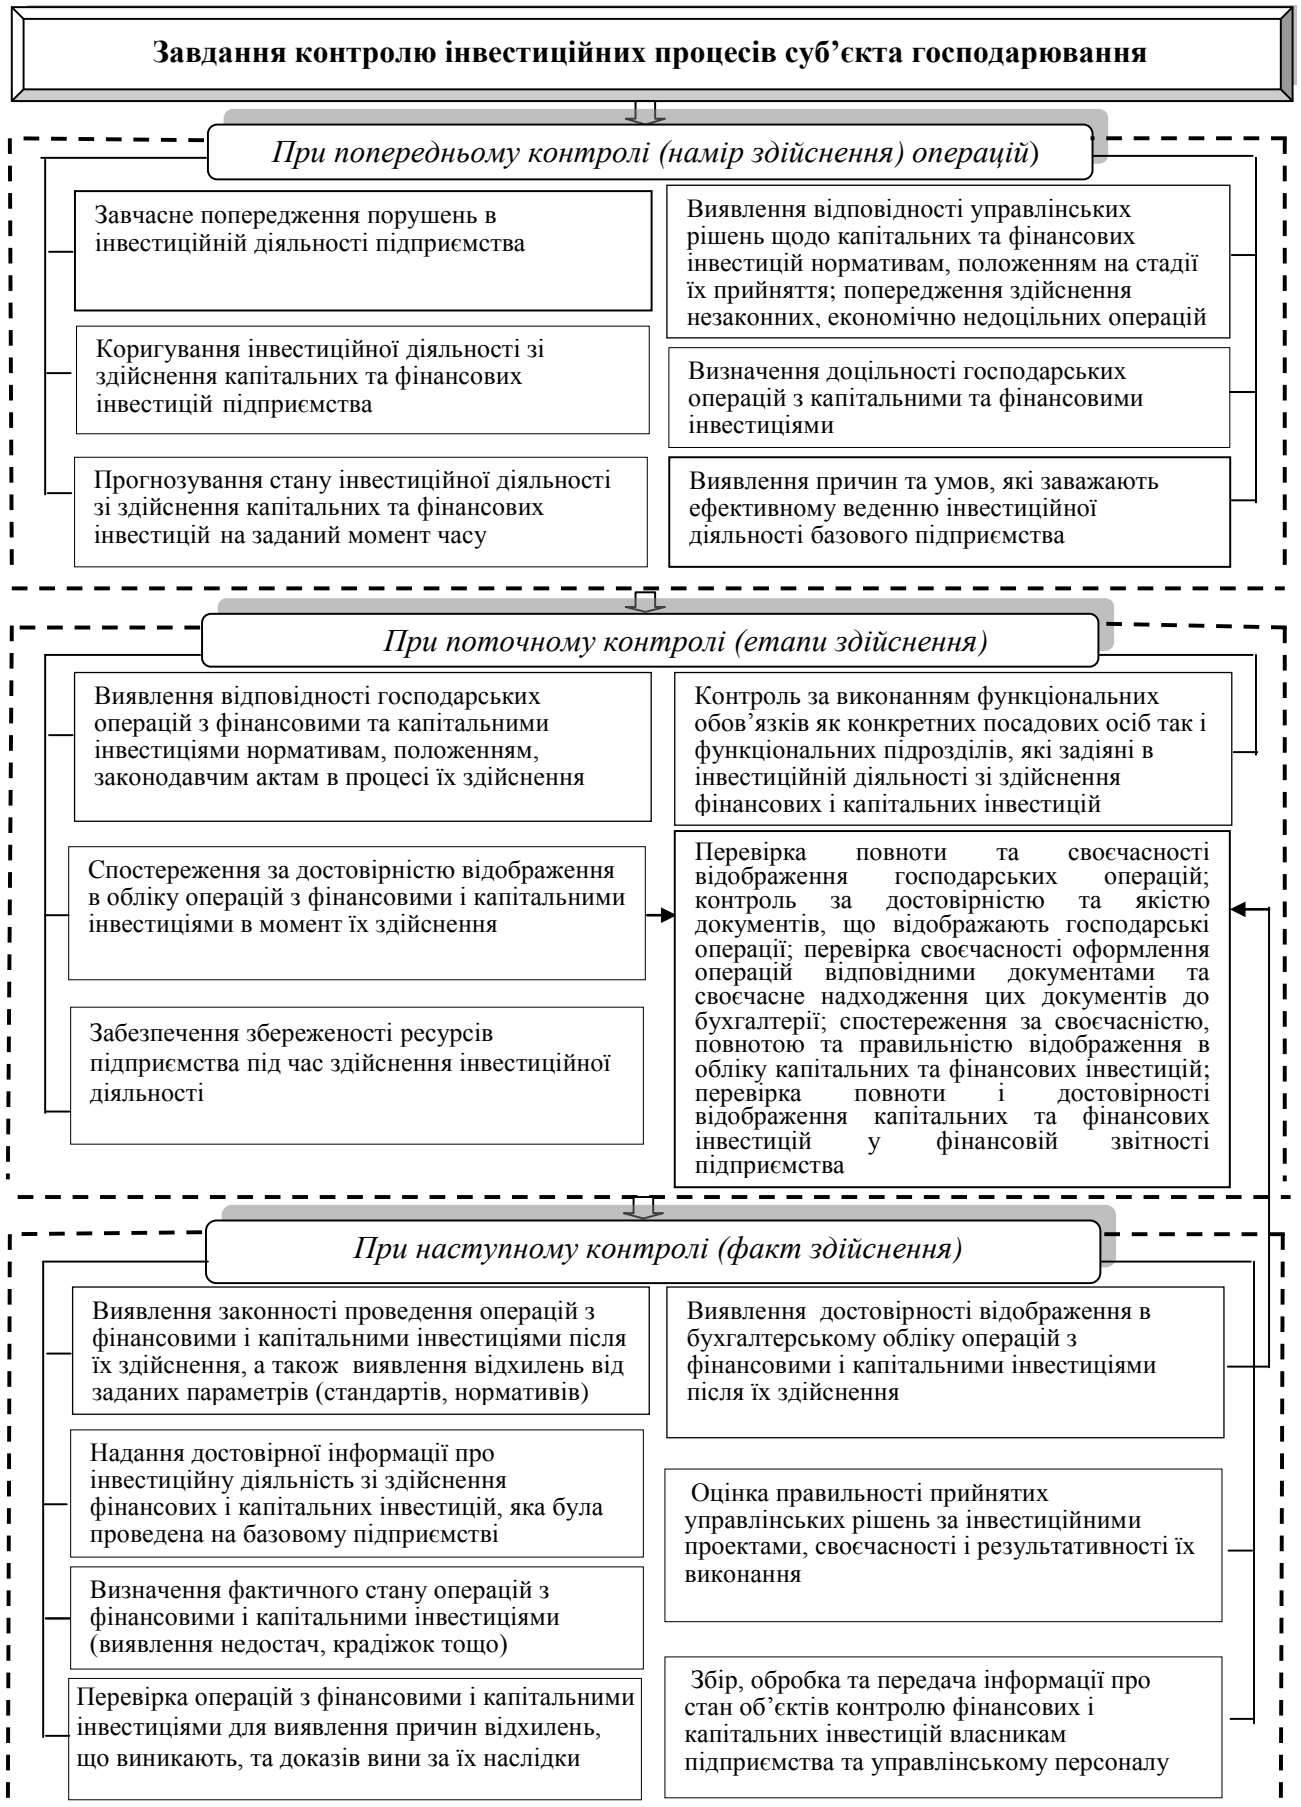 Завдання контролю інвестиційних процесів суб’єкта господарювання
При попередньому контролі (намір здійснення) операцій)
Завчасне попередження порушень в
інвестиційній діяльності підприємства
Коригування інвестиційної діяльності зі
здійснення капітальних та фінансових
інвестицій підприємства
Прогнозування стану інвестиційної діяльності
зі здійснення капітальних та фінансових
інвестицій на заданий момент часу
Виявлення відповідності управлінських
рішень щодо капітальних та фінансових
інвестицій нормативам, положенням на стадії
їх прийняття; попередження здійснення
незаконних, економічно недоцільних операцій
Визначення доцільності господарських
операцій з капітальними та фінансовими
інвестиціями
Виявлення причин та умов, які заважають
ефективному веденню інвестиційної
діяльності базового підприємства
При поточному контролі (етапи здійснення)
Виявлення відповідності господарських
операцій з фінансовими та капітальними
інвестиціями нормативам, положенням,
законодавчим актам в процесі їх здійснення
Спостереження за достовірністю відображення
в обліку операцій з фінансовими і капітальними
інвестиціями в момент їх здійснення
Забезпечення збереженості ресурсів
підприємства під час здійснення інвестиційної
діяльності
Контроль за виконанням функціональних
обов’язків як конкретних посадових осіб так і
функціональних підрозділів, які задіяні в
інвестиційній діяльності зі здійснення
фінансових і капітальних інвестицій
Перевірка повноти та своєчасності
відображення господарських операцій;
контроль за достовірністю та якістю
документів, що відображають господарські
операції; перевірка своєчасності оформлення
операцій відповідними документами та
своєчасне надходження цих документів до
бухгалтерії; спостереження за своєчасністю,
повнотою та правильністю відображення в
обліку капітальних та фінансових інвестицій;
перевірка повноти і достовірності
відображення капітальних та фінансових
інвестицій у фінансовій звітності
підприємства
При наступному контролі (факт здійснення)
Виявлення законності проведення операцій з
фінансовими і капітальними інвестиціями після
їх здійснення, а також виявлення відхилень від
заданих параметрів (стандартів, нормативів)
Надання достовірної інформації про
інвестиційну діяльність зі здійснення
фінансових і капітальних інвестицій, яка була
проведена на базовому підприємстві
Визначення фактичного стану операцій з
фінансовими і капітальними інвестиціями
(виявлення недостач, крадіжок тощо)
Перевірка операцій з фінансовими і капітальними
інвестиціями для виявлення причин відхилень,
що виникають, та доказів вини за їх наслідки
Виявлення достовірності відображення в
бухгалтерському обліку операцій з
фінансовими і капітальними інвестиціями
після їх здійснення
Оцінка правильності прийнятих
управлінських рішень за інвестиційними
проектами, своєчасності і результативності їх
виконання
Збір, обробка та передача інформації про
стан об’єктів контролю фінансових і
капітальних інвестицій власникам
підприємства та управлінському персоналу